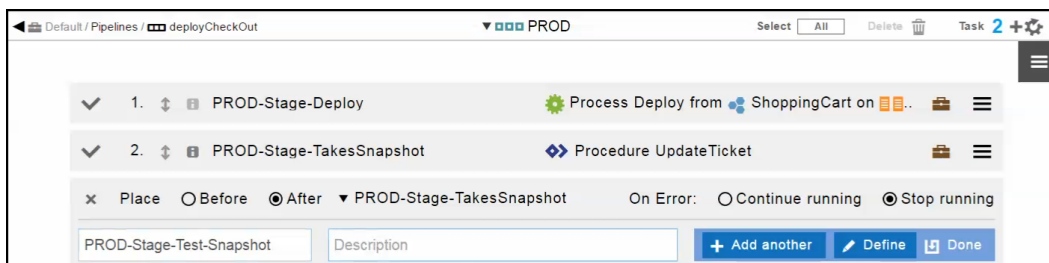 Default / Pipelines / deployCheckOut PROD Select All Delete Task 2
1. PROD-Stage-Deploy Process Deploy from ShoppingCart on ..
2. PROD-Stage-TakesSnapshot Procedure UpdateTicket
Place Before After PROD-Stage-TakesSnapshot On Error: Continue running Stop running
PROD-Stage-Test-Snapshot Description Add another Define Done